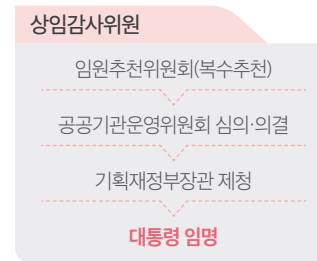 상임감사위원
임원추천위원회(복수추천)
공공기관운영위원회 심의·의결
기획재정부장관 제청
대통령 임명